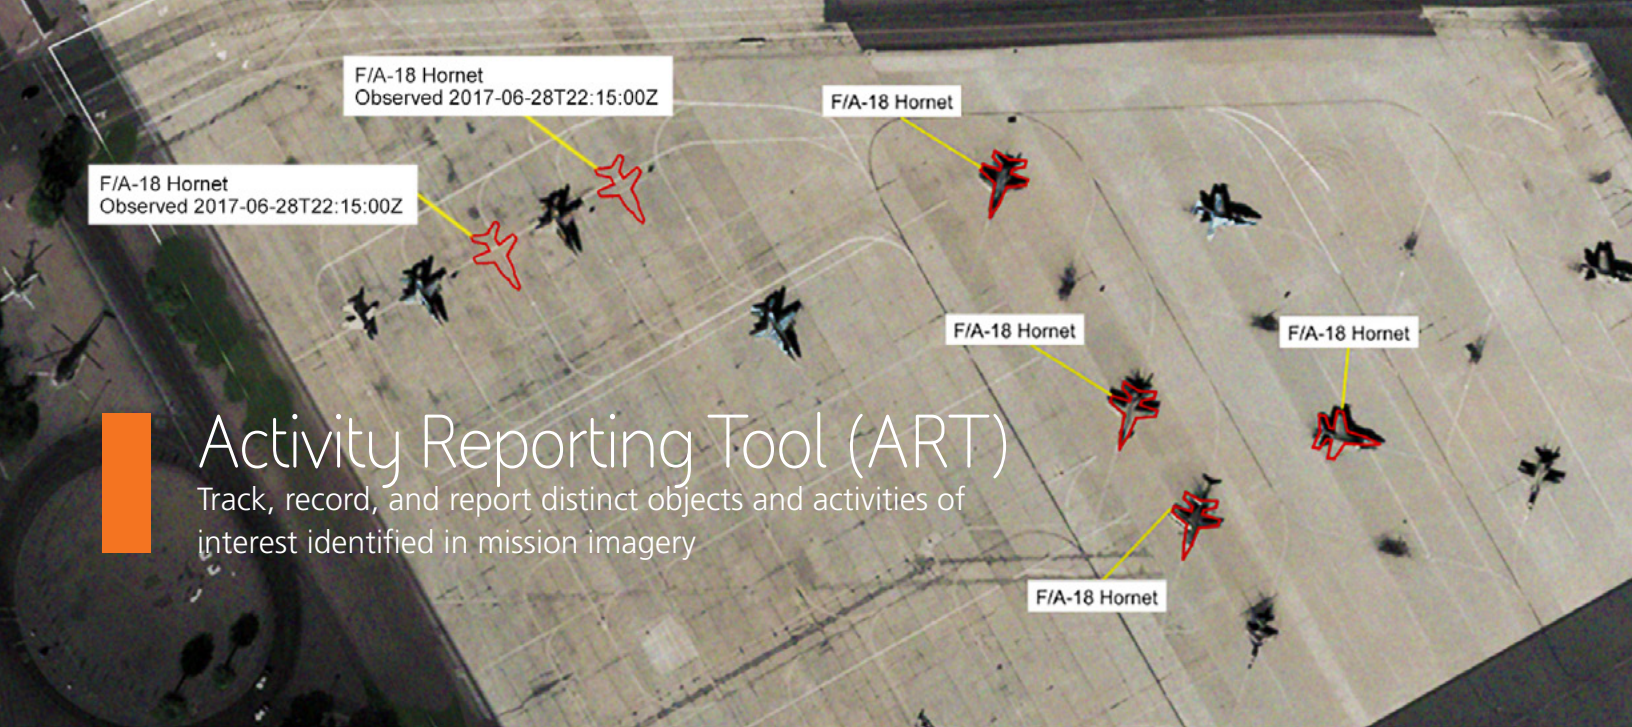 F/A-18 Hornet
Observed 2017-06-28T22:15:00Z
F/A-18 Hornet
F/A-18 Hornet
Observed 2017-06-28T22:15:00Z
F/A-18 Hornet
F/A-18 Hornet
Activity Reporting Tool (ART)
Track, record, and report distinct objects and activities of
interest identified in mission imagery
F/A-18 Hornet